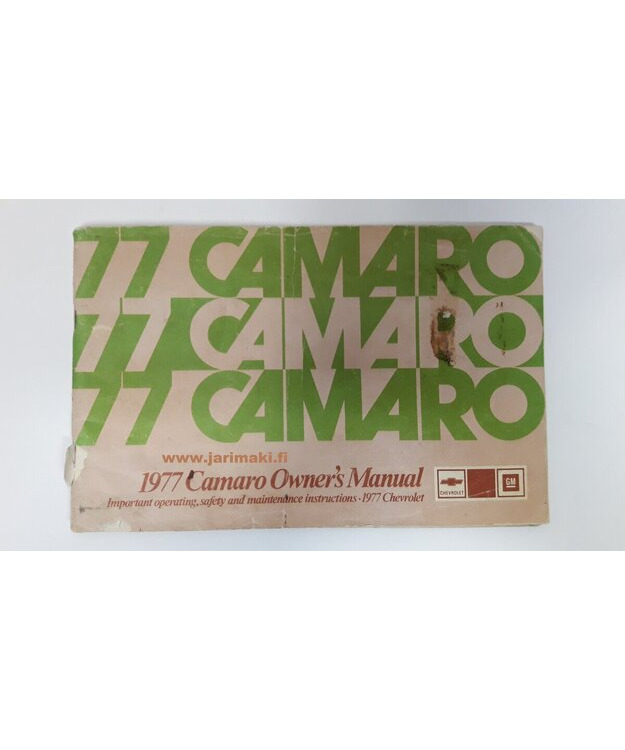 77 CAMARO
77 CAMARO
77 CAMARO
www.jarimaki.fi
1977 Camaro Owner's Manual
Important operating, safety and maintenance instructions • 1977 Chevrolet
CHEVROLET
GM